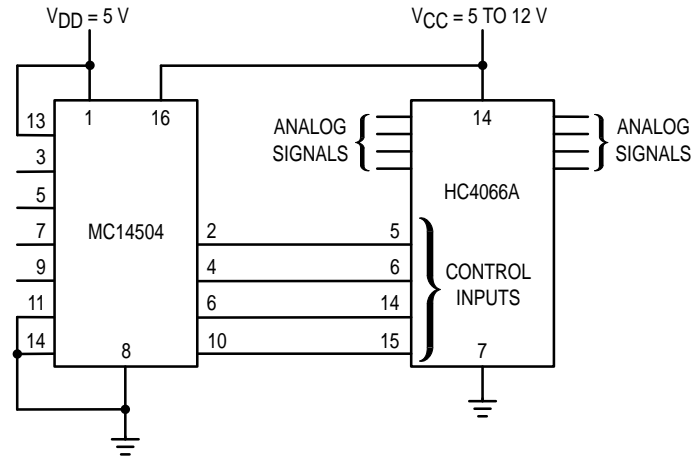 VDD = 5 V
VCC = 5 TO 12 V
13
1
16
14
3
5
7
9
11
14
MC14504
2
4
6
10
8
ANALOG
SIGNALS
ANALOG
SIGNALS
HC4066A
5
6
14
15
CONTROL
INPUTS
7